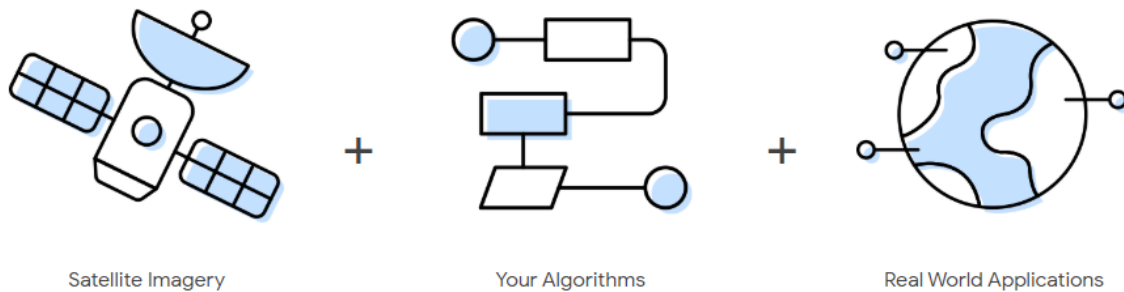 +
+
Satellite Imagery
Your Algorithms
Real World Applications